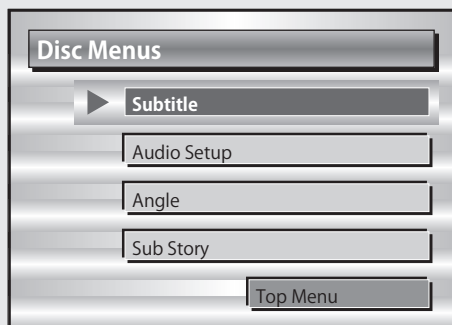 Disc Menus
Subtitle
Audio Setup
Angle
Sub Story
Top Menu